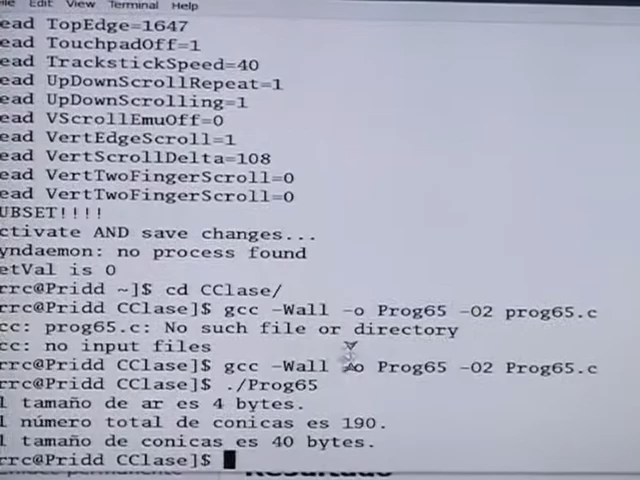 ile Edit View Terminal Help
ead TopEdge=1647
ead TouchpadOff=1
ead TrackstickSpeed=40
ead UpDownScrollRepeat=1
ead UpDownScrolling=1
ead VScrollEmuOff=0
ead VertEdgeScroll=1
ead VertScrollDelta=108
ead VertTwoFingerScroll=0
ead VertTwoFingerScroll=0
UBSET!!!!
ctivate AND save changes...
yndaemon: no process found
etVal is 0
rrc@Pridd ~]$ cd CClase/
rrc@Pridd CClase]$ gcc -Wall -o Prog65 -O2 prog65.c
cc: prog65.c: No such file or directory
cc: no input files
rrc@Pridd CClase]$ gcc -Wall -o Prog65 -O2 Prog65.c
rrc@Pridd CClase]$ ./Prog65
l tamaño de ar es 4 bytes.
l número total de conicas es 190.
l tamaño de conicas es 40 bytes.
rrc@Pridd CClase]$
Resultado